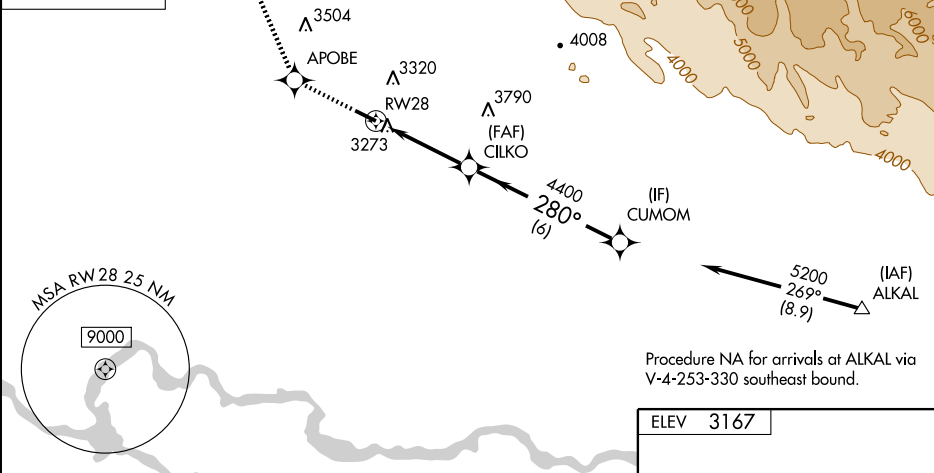 3504
4008
APOBE
3320
RW28
3790
3273
(FAF)
CILKO
4000
5000
6000
4000
4400
280°
(6)
(IF)
CUMOM
5200
269°
(8.9)
(IAF)
ALKAL
MSA RW28 25 NM
9000
Procedure NA for arrivals at ALKAL via
V-4-253-330 southeast bound.
ELEV 3167